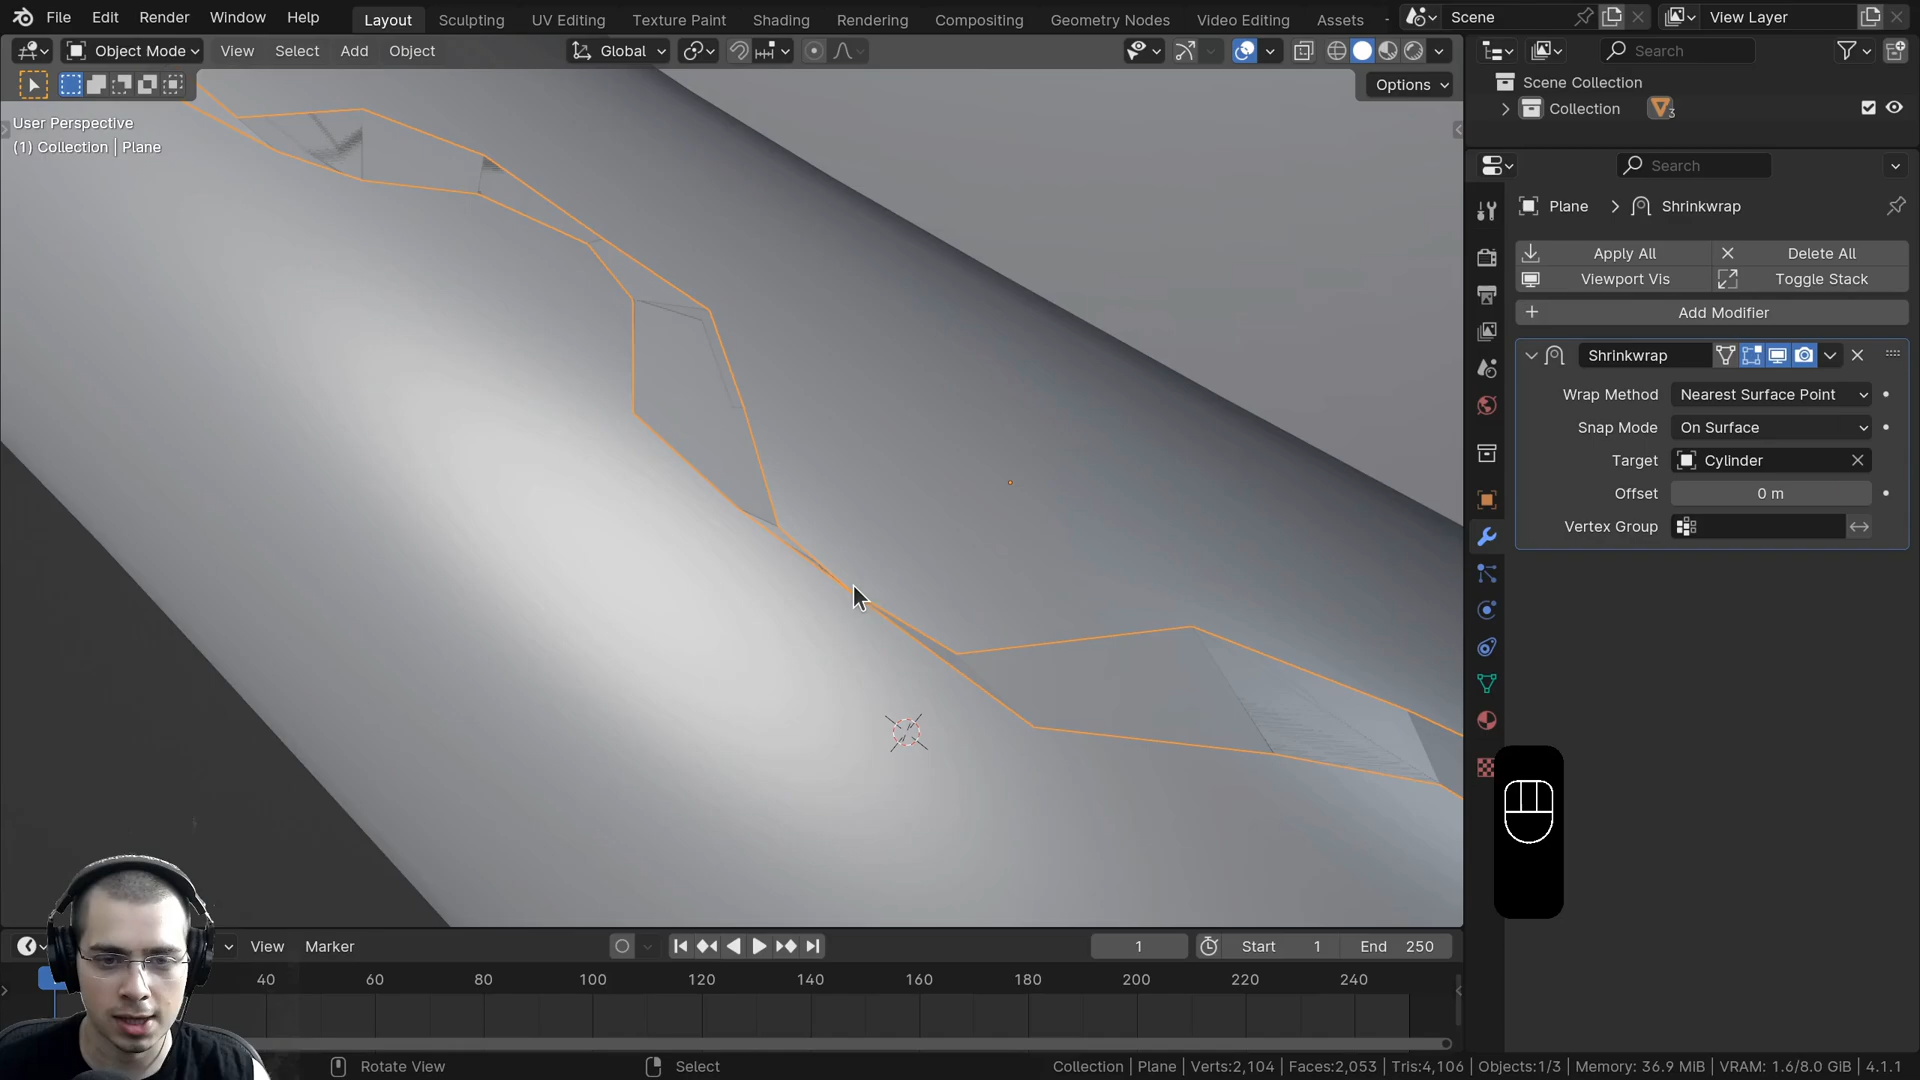 File Edit Render Window Help Layout Sculpting UV Editing Texture Paint Shading Rendering Compositing Geometry Nodes Video Editing Assets Scene View Layer
Object Mode View Select Add Object Global Search
Options
User Perspective
(1) Collection | Plane
Scene Collection
Collection 3
Search
Plane > Shrinkwrap
Apply All Delete All
Viewport Vis Toggle Stack
Add Modifier
Shrinkwrap
Wrap Method Nearest Surface Point
Snap Mode On Surface
Target Cylinder
Offset 0 m
Vertex Group
View Marker 1 Start 1 End 250
40 60 80 100 120 140 160 180 200 220 240
Rotate View Select Collection | Plane | Verts:2,104 | Faces:2,053 | Tris:4,106 | Objects:1/3 | Memory: 36.9 MiB | VRAM: 1.6/8.0 GiB | 4.1.1